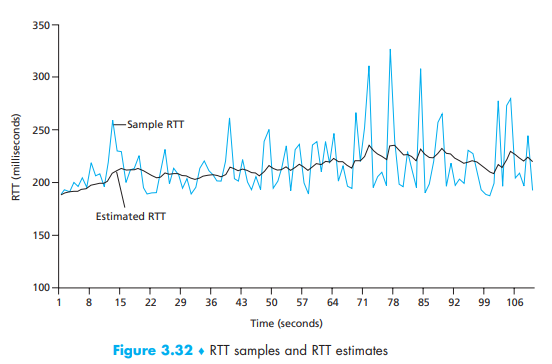 350
300
250
200
150
100
RTT (milliseconds)
Sample RTT
Estimated RTT
1 8 15 22 29 36 43 50 57 64 71 78 85 92 99 106
Time (seconds)
Figure 3.32 ♦ RTT samples and RTT estimates